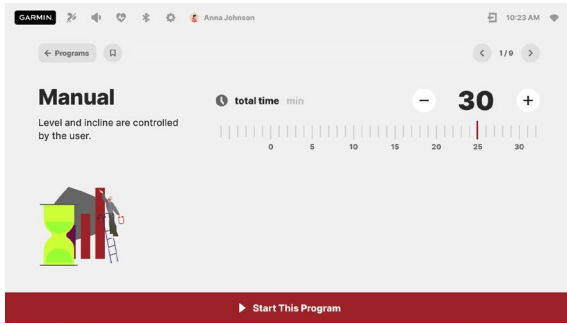 GARMIN. Anna Johnson 10:23 AM
Programs 1/9
Manual
Level and incline are controlled
by the user.
total time min 30
0 5 10 15 20 25 30
Start This Program